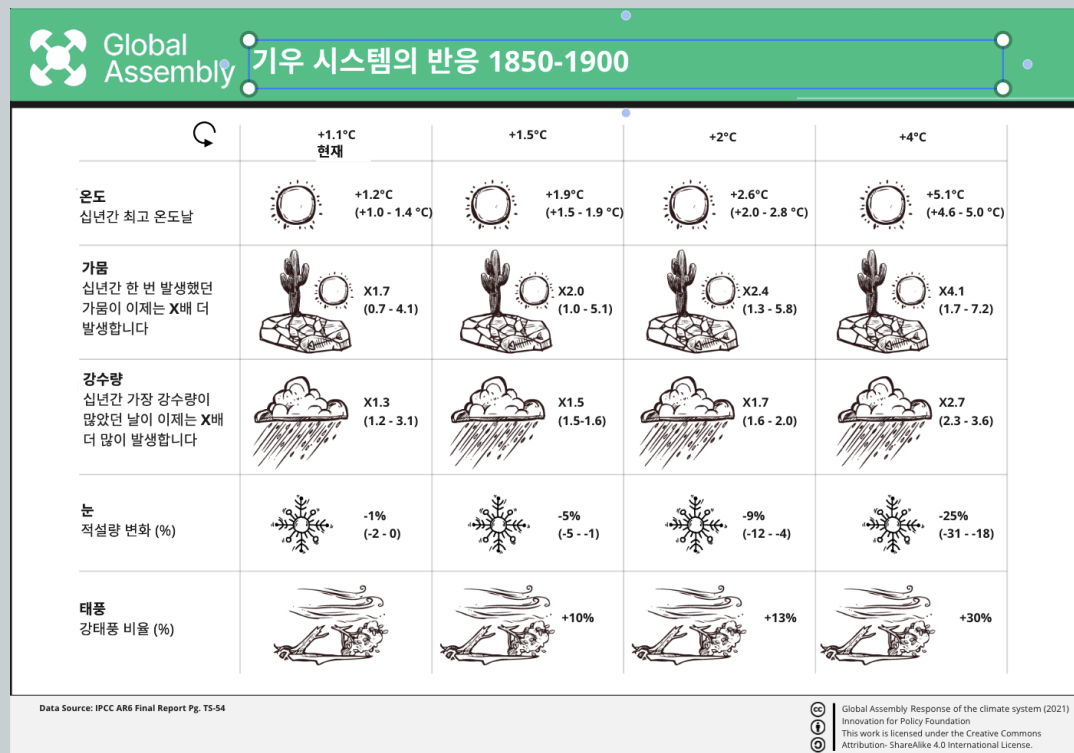 Global
Assembly
기우 시스템의 반응 1850-1900
+1.1°C
현재
+1.5°C
+2°C
+4°C
온도
십년간 최고 온도날
+1.2°C
(+1.0 - 1.4 °C)
+1.9°C
(+1.5 - 1.9 °C)
+2.6°C
(+2.0 - 2.8 °C)
+5.1°C
(+4.6 - 5.0 °C)
가뭄
십년간 한 번 발생했던
가뭄이 이제는 X배 더
발생합니다
X1.7
(0.7 - 4.1)
X2.0
(1.0 - 5.1)
X2.4
(1.3 - 5.8)
X4.1
(1.7 - 7.2)
강수량
십년간 가장 강수량이
많았던 날이 이제는 X배
더 많이 발생합니다
X1.3
(1.2 - 3.1)
X1.5
(1.5-1.6)
X1.7
(1.6 - 2.0)
X2.7
(2.3 - 3.6)
눈
적설량 변화 (%)
-1%
(-2 - 0)
-5%
(-5 - -1)
-9%
(-12 - -4)
-25%
(-31 - -18)
태풍
강태풍 비율 (%)
+10%
+13%
+30%
Data Source: IPCC AR6 Final Report Pg. TS-54
cc
Global Assembly Response of the climate system (2021)
Innovation for Policy Foundation
This work is licensed under the Creative Commons
Attribution- ShareAlike 4.0 International License.